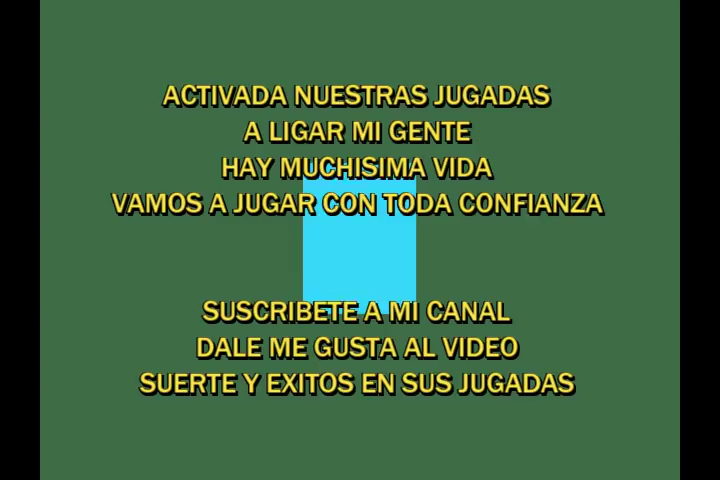 ACTIVADA NUESTRAS JUGADAS
A LIGAR MI GENTE
HAY MUCHISIMA VIDA
VAMOS A JUGAR CON TODA CONFIANZA
SUSCRIBETE A MI CANAL
DALE ME GUSTA AL VIDEO
SUERTE Y EXITOS EN SUS JUGADAS